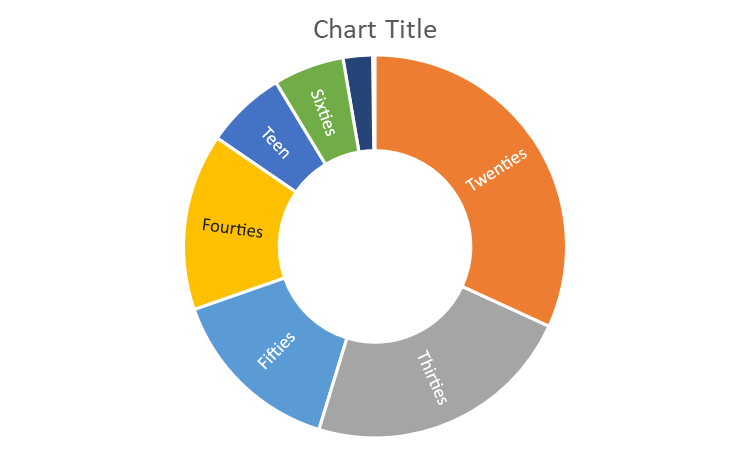 Chart Title
Twenties
Thirties
Fifties
Fourties
Teen
Sixties